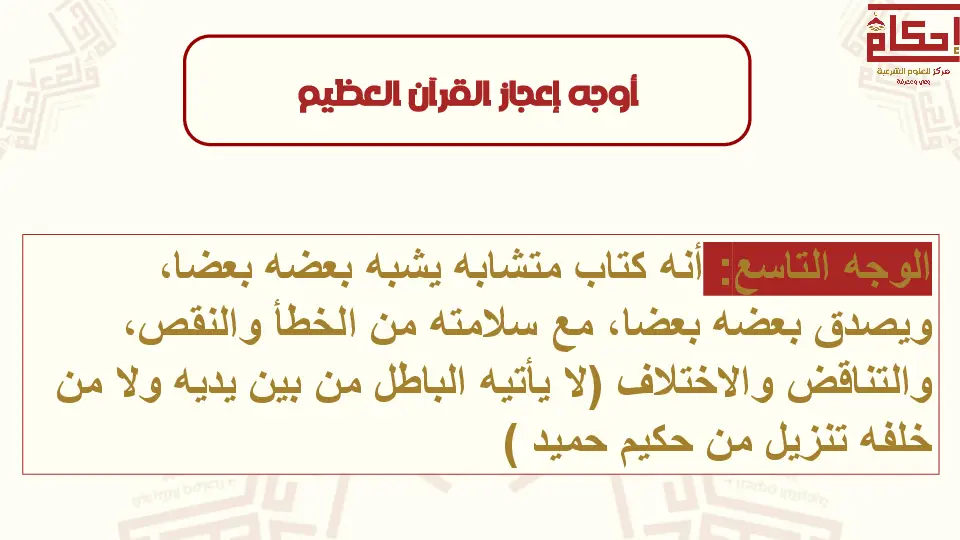 إحكام
مركز للعلوم الشرعية
وعي ومعرفة
أوجه إعجاز القرآن العظيم
الوجه التاسع: أنه كتاب متشابه يشبه بعضه بعضا،
ويصدق بعضه بعضا، مع سلامته من الخطأ والنقص،
والتناقض والاختلاف (لا يأتيه الباطل من بين يديه ولا من
خلفه تنزيل من حكيم حميد )